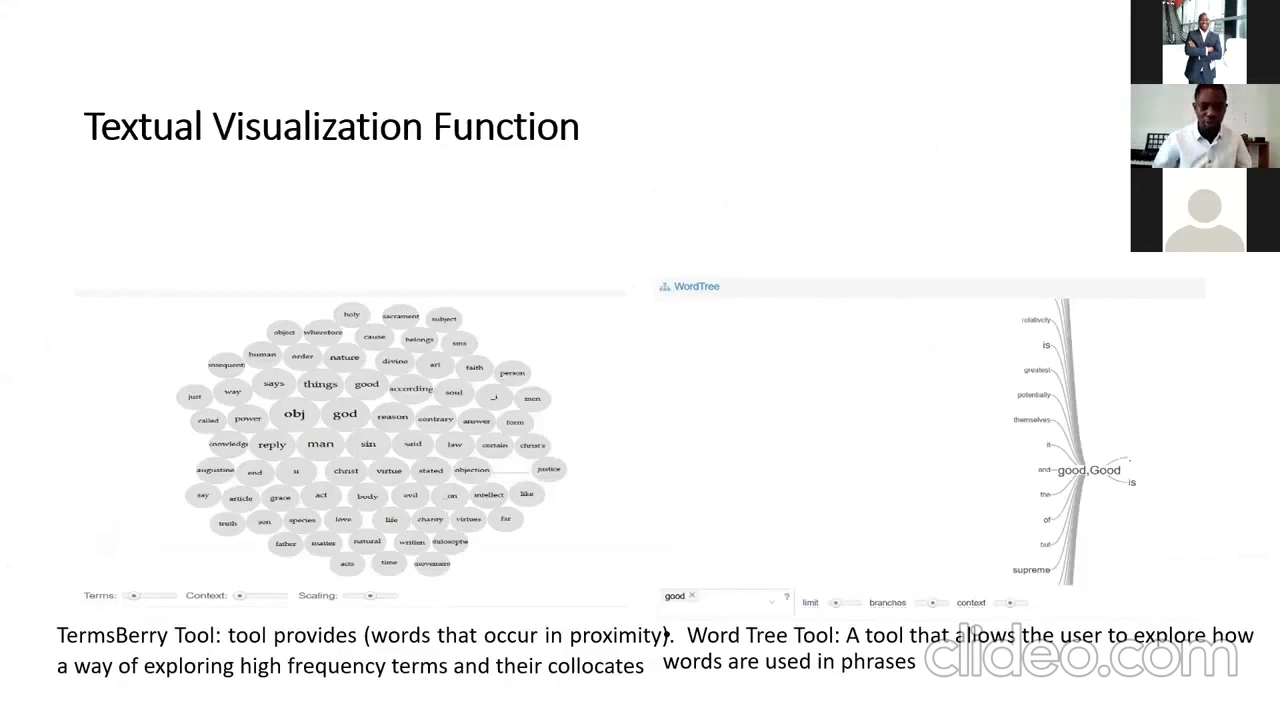 Textual Visualization Function
holy sacrament subject
object wherefore cause belongs sins
human order nature divine art faith person
onsequent
just way says things good according soul _i men
called power obj god reason contrary answer form
knowledge reply man sin said law certain christ's
augustine end u christ virtue stated objection justice
say article grace act body evil _on intellect like
truth son species love life charity virtues far
father matter natural written philosophe
acts time movement
Terms: Context: Scaling:
WordTree
relatively
is
greatest
potentially
themselves
it
and good,Good
is
the
of
but
supreme
good × ? limit branches context
TermsBerry Tool: tool provides (words that occur in proximity).
a way of exploring high frequency terms and their collocates
• Word Tree Tool: A tool that allows the user to explore how
words are used in phrases
clideo.com